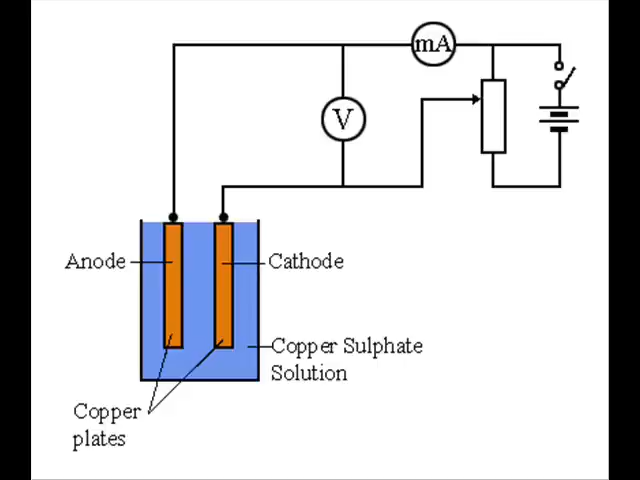 mA
V
Anode
Cathode
Copper Sulphate
Solution
Copper
plates